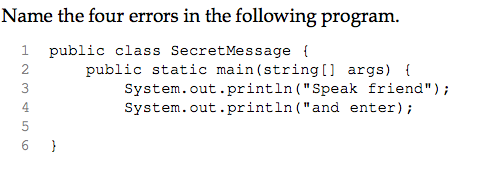 Name the four errors in the following program.
1 public class SecretMessage {
2 public static main(string[] args) {
3 System.out.println("Speak friend");
4 System.out.println("and enter);
5
6 }